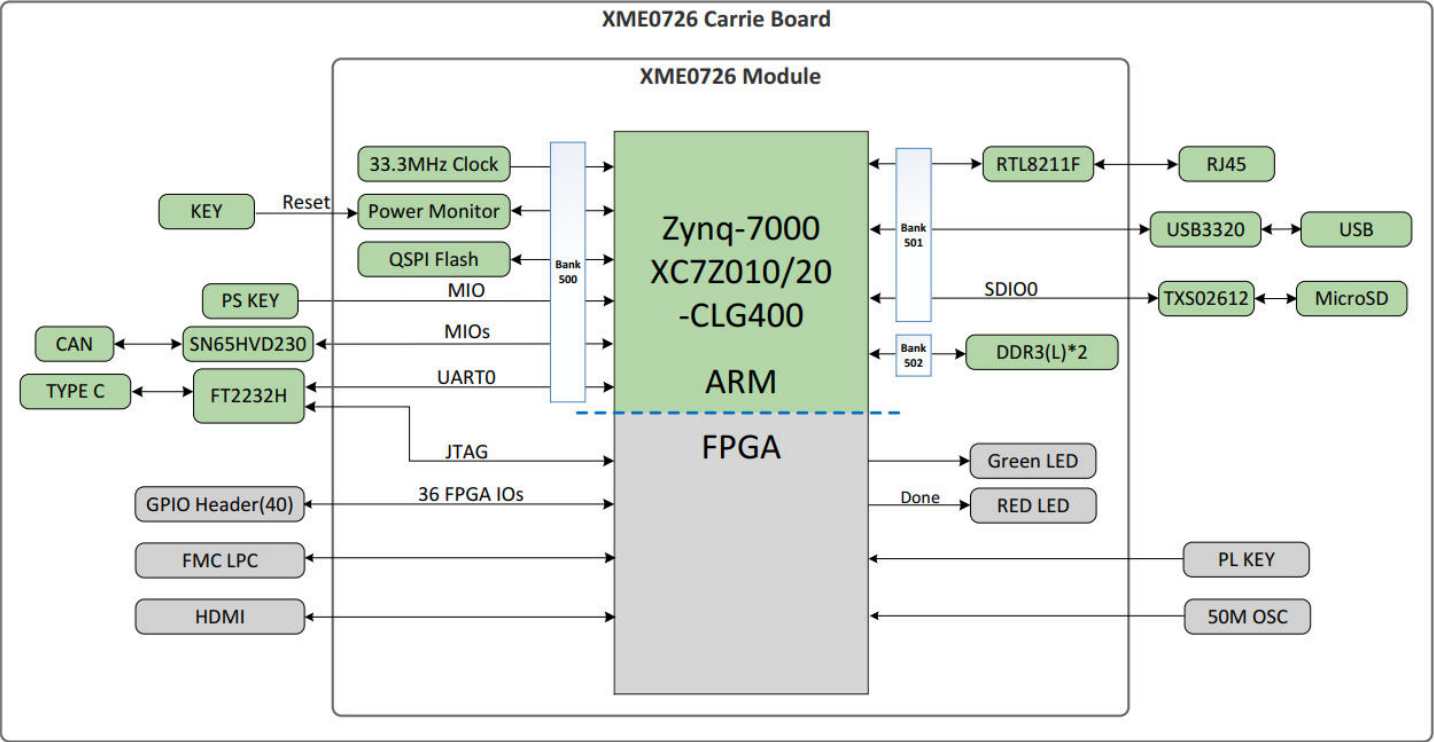 XME0726 Carrie Board
XME0726 Module
33.3MHz Clock
KEY
Reset
Power Monitor
QSPI Flash
Bank
500
PS KEY
MIO
CAN
SN65HVD230
MIOs
TYPE C
FT2232H
UART0
JTAG
GPIO Header(40)
36 FPGA IOs
FMC LPC
HDMI
Zynq-7000
XC7Z010/20
-CLG400
ARM
FPGA
Bank
501
RTL8211F
RJ45
USB3320
USB
SDIO0
TXS02612
MicroSD
Bank
502
DDR3(L)*2
Green LED
Done
RED LED
PL KEY
50M OSC